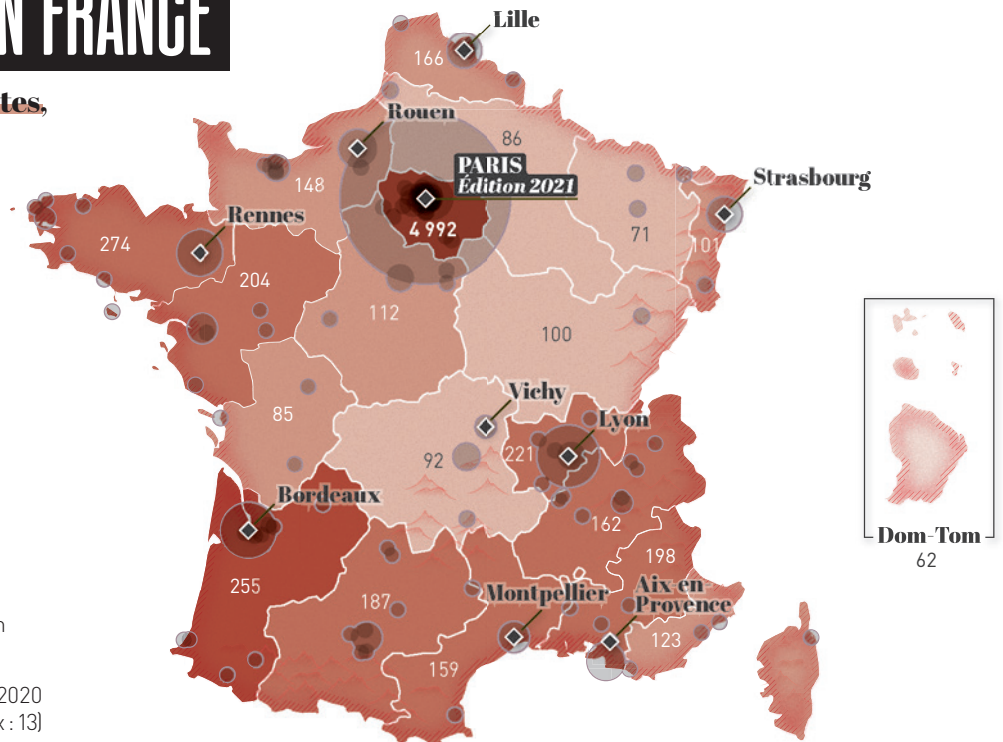 N FRANCE
tes,
Lille
166
Rouen
86
PARIS
Édition 2021
4 992
148
Strasbourg
71
101
Rennes
274
204
112
100
Vichy
Lyon
85
92
221
Bordeaux
162
198
255
Montpellier
Aix-en-
Provence
187
123
159
Dom-Tom
62
n
2020
x : 13)